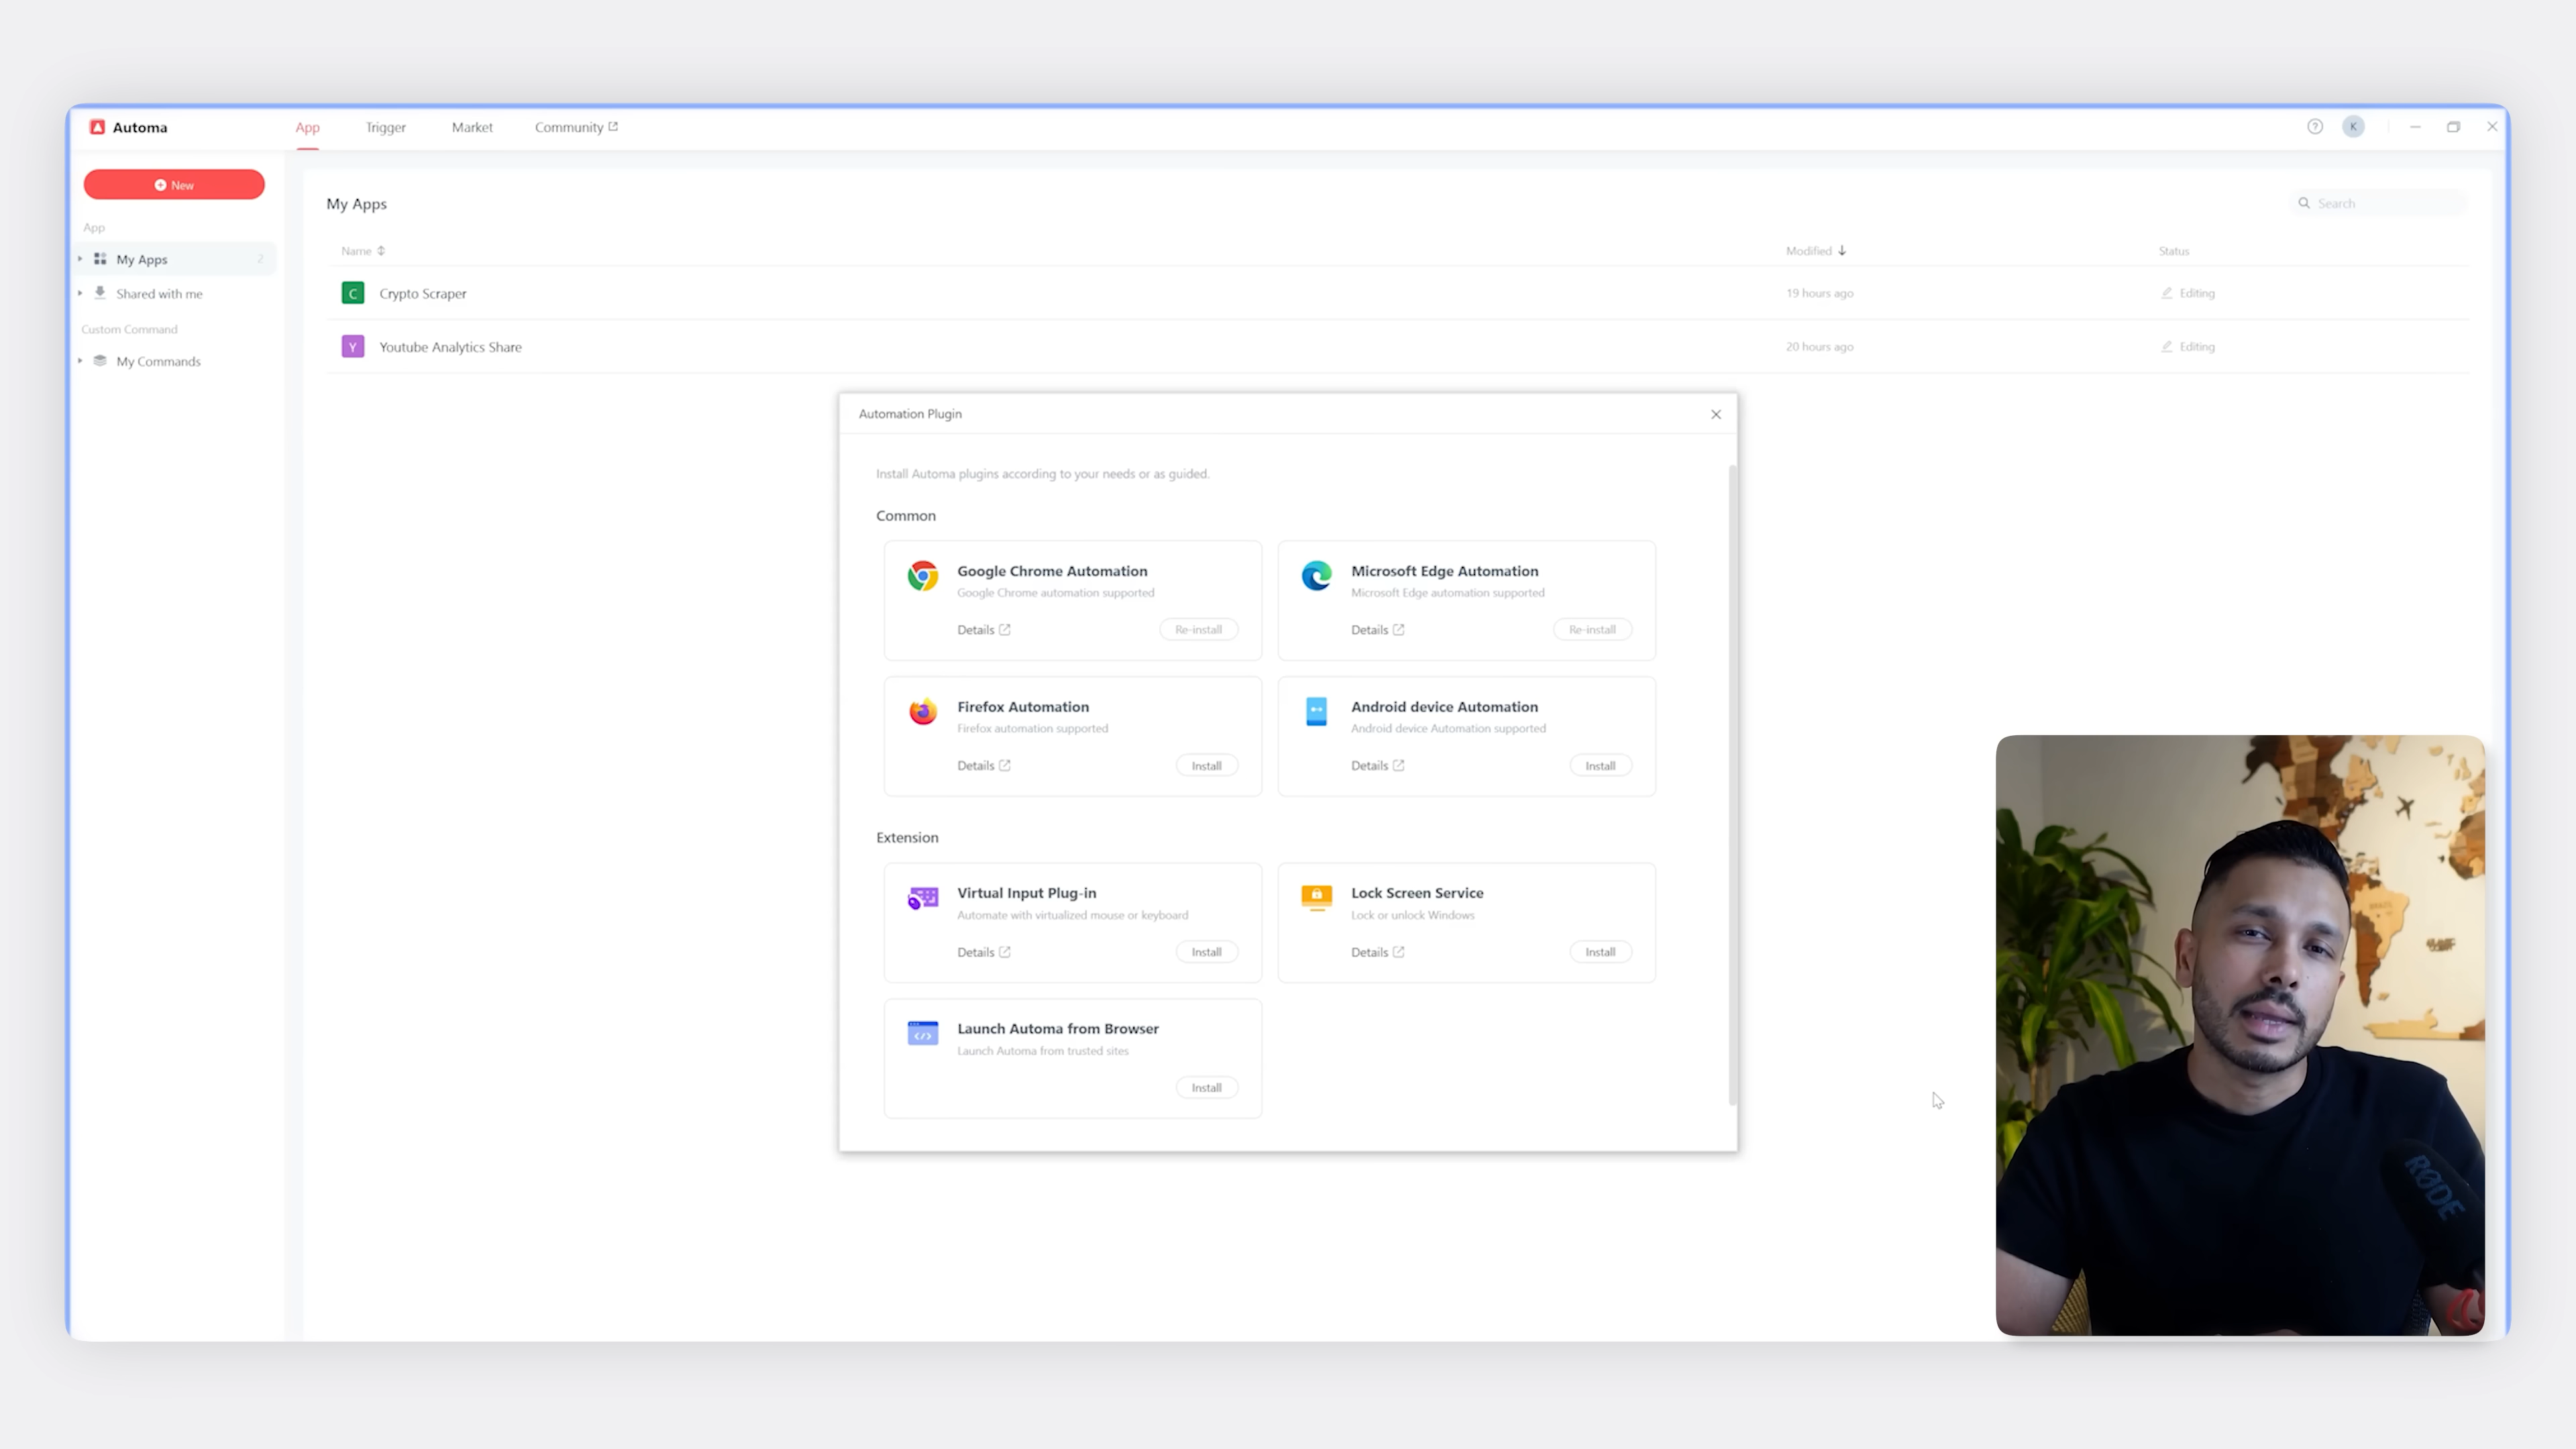 Automa
App
Trigger
Market
Community
K
New
App
My Apps
2
Shared with me
Custom Command
My Commands
My Apps
Search
Name
Modified
Status
C
Crypto Scraper
19 hours ago
Editing
Y
Youtube Analytics Share
20 hours ago
Editing
Automation Plugin
Install Automa plugins according to your needs or as guided.
Common
Google Chrome Automation
Google Chrome automation supported
Details
Re-install
Microsoft Edge Automation
Microsoft Edge automation supported
Details
Re-install
Firefox Automation
Firefox automation supported
Details
Install
Android device Automation
Android device Automation supported
Details
Install
Extension
Virtual Input Plug-in
Automate with virtualized mouse or keyboard
Details
Install
Lock Screen Service
Lock or unlock Windows
Details
Install
Launch Automa from Browser
Launch Automa from trusted sites
Install
BRAZIL
RØDE